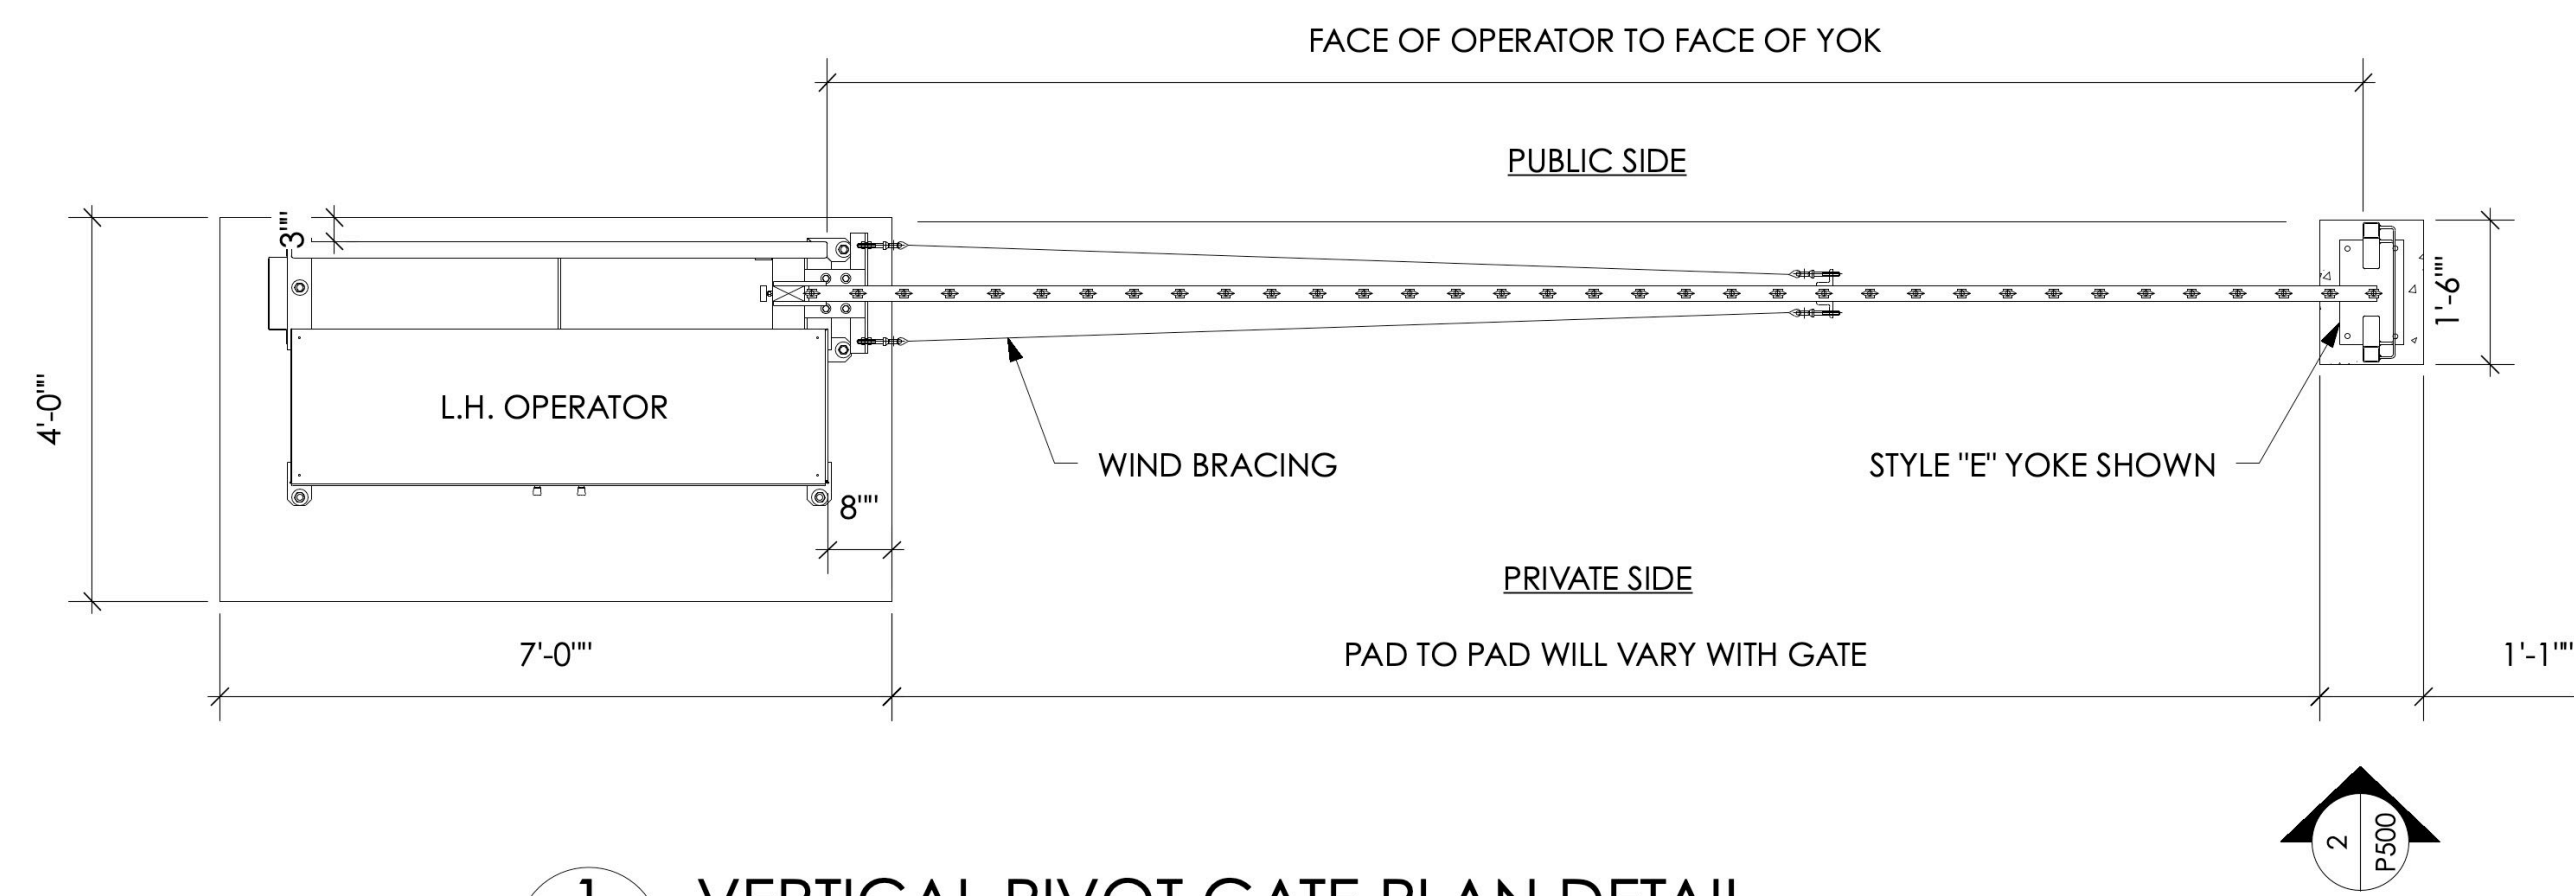 FACE OF OPERATOR TO FACE OF YOK
PUBLIC SIDE
3""
4'-0""
L.H. OPERATOR
8""
WIND BRACING
STYLE "E" YOKE SHOWN
1'-6""
PRIVATE SIDE
7'-0""
PAD TO PAD WILL VARY WITH GATE
1'-1""
2
P500
1
VERTICAL PIVOT GATE PLAN DETAIL